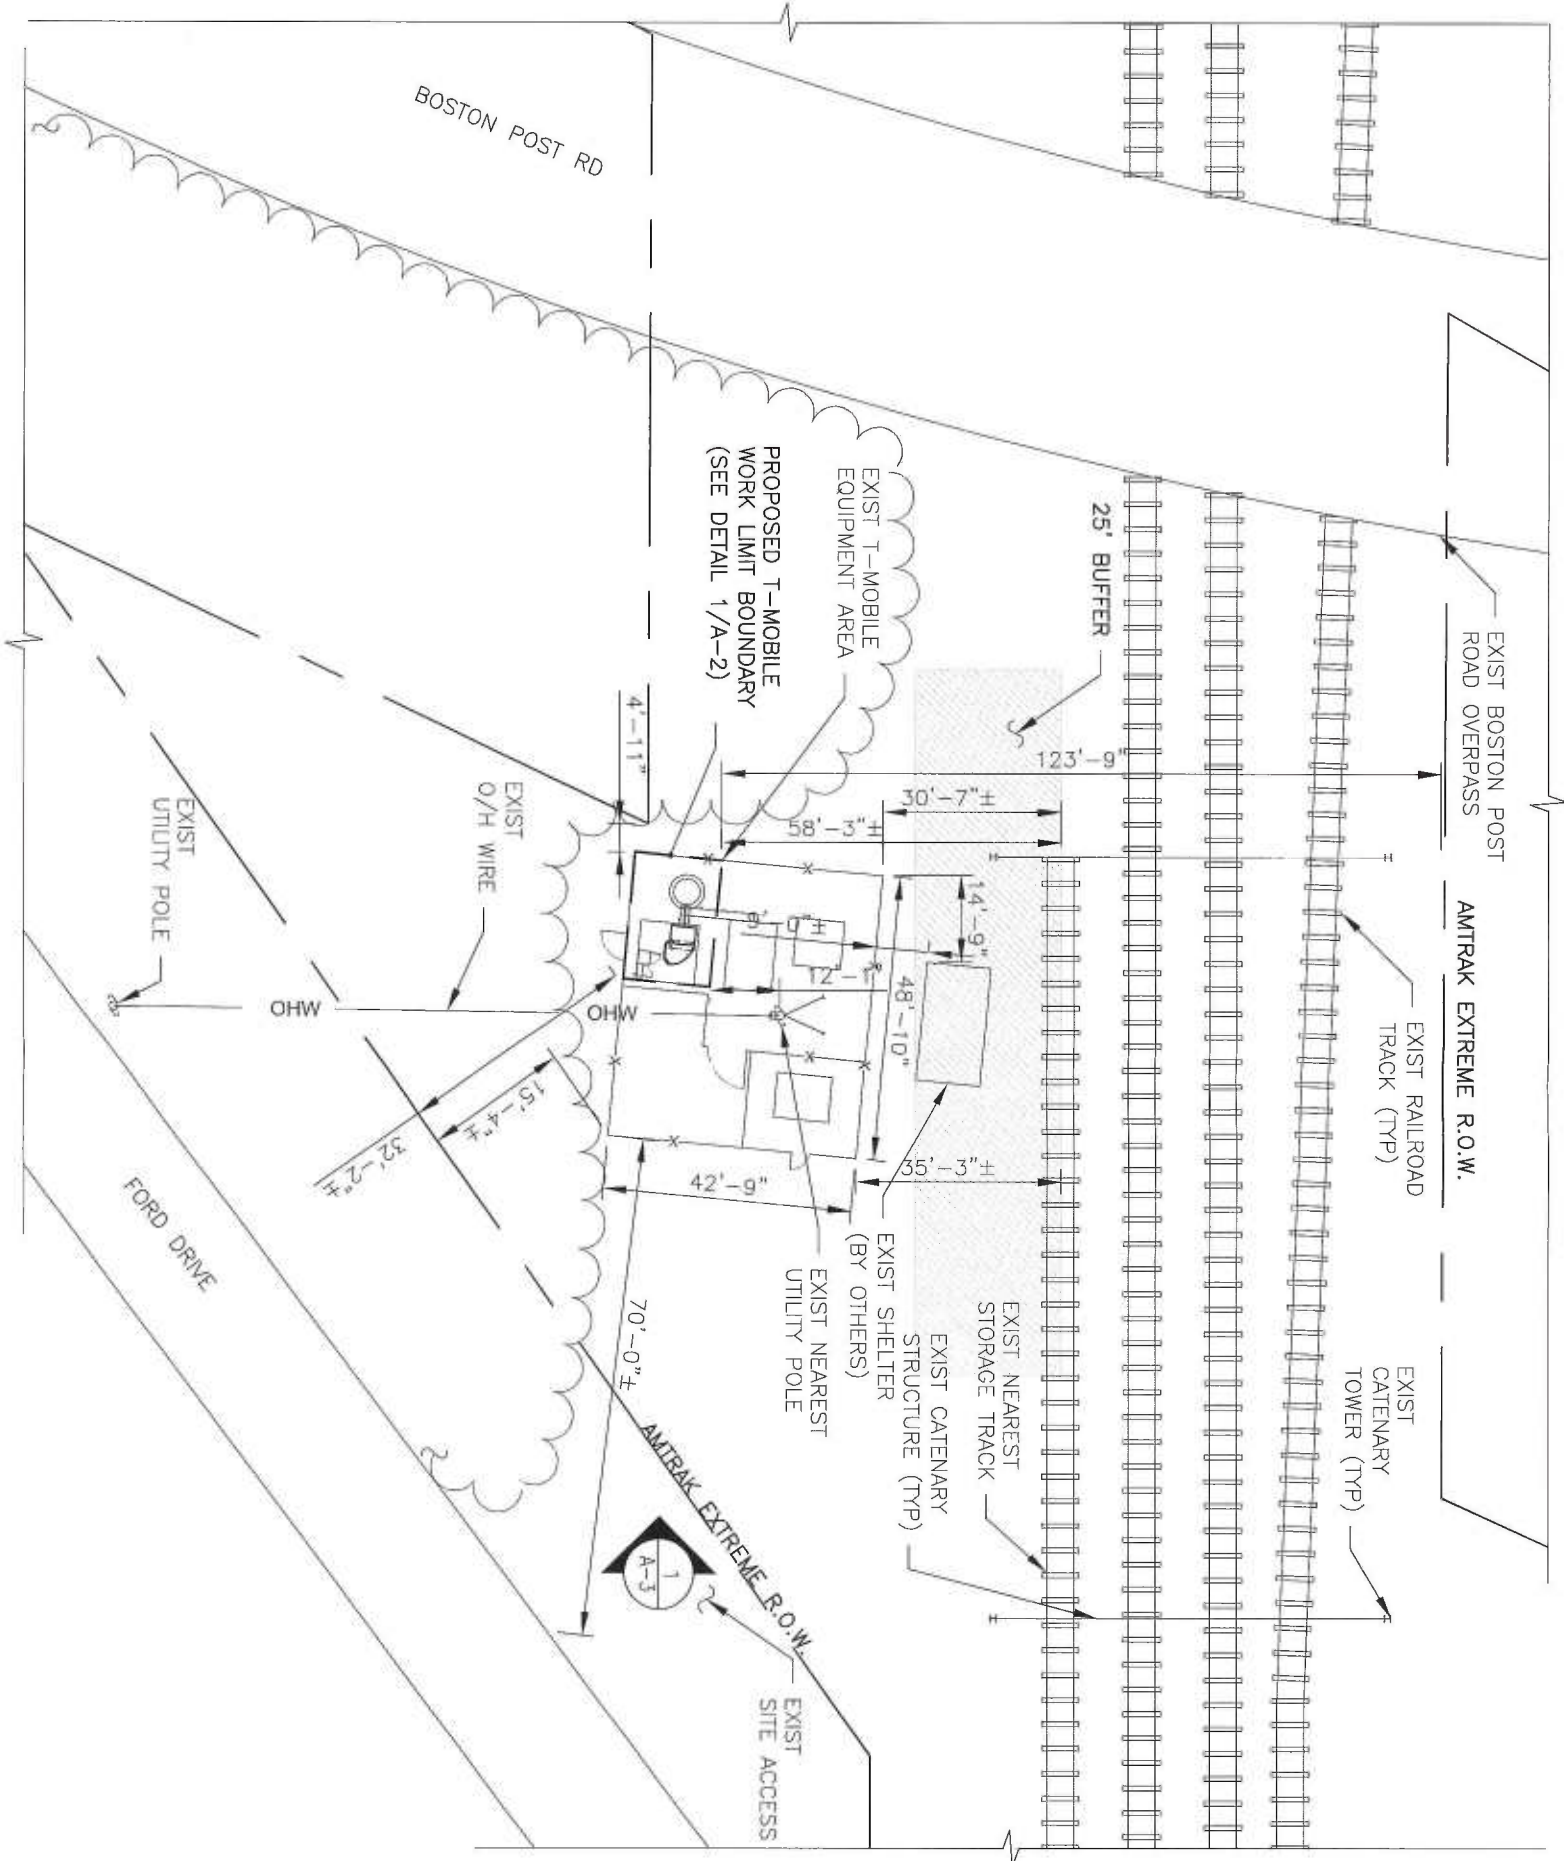 BOSTON POST RD
EXIST BOSTON POST
ROAD OVERPASS
AMTRAK EXTREME R.O.W.
EXIST RAILROAD
TRACK (TYP)
EXIST
CATENARY
TOWER (TYP)
25' BUFFER
EXIST T-MOBILE
EQUIPMENT AREA
PROPOSED T-MOBILE
WORK LIMIT BOUNDARY
(SEE DETAIL 1/A-2)
4'-11"
123'-9"
30'-7"±
58'-3"±
14'-9"
48'-10"
35'-3"±
42'-9"
70'-0"±
15'-4"±
32'-2"±
EXIST
O/H WIRE
EXIST
UTILITY POLE
OHW
OHW
FORD DRIVE
EXIST SHELTER
(BY OTHERS)
EXIST NEAREST
UTILITY POLE
EXIST NEAREST
STORAGE TRACK
EXIST CATENARY
STRUCTURE (TYP)
AMTRAK EXTREME R.O.W.
1
A-3
EXIST
SITE ACCESS